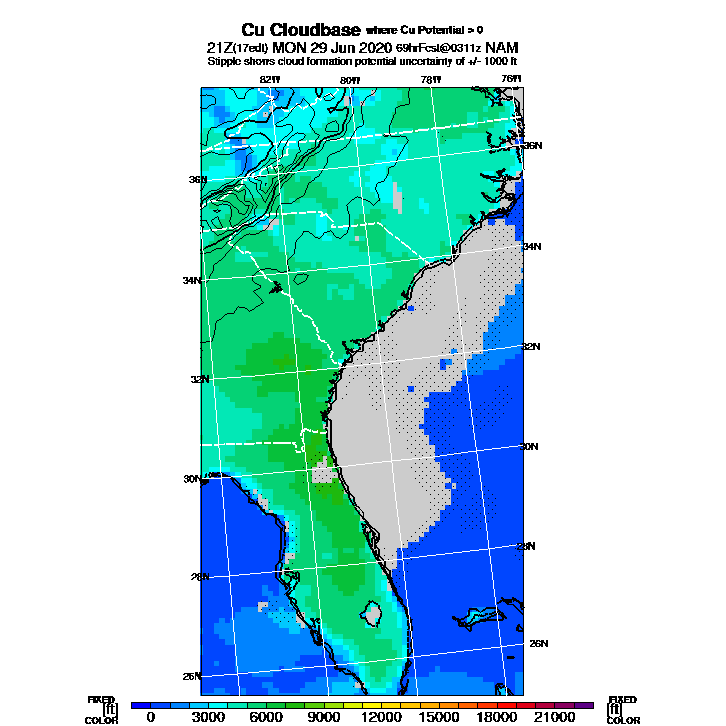 Cu Cloudbase where Cu Potential > 0
21Z(17edt) MON 29 Jun 2020 69hrFcst@0311z NAM
Stipple shows cloud formation potential uncertainty of +/- 1000 ft
82W 80W 78W 76W
36N
36N
34N
34N
32N
32N
30N
30N
28N
28N
26N
26N
FIXED [ft] COLOR
0 3000 6000 9000 12000 15000 18000 21000
FIXED [ft] COLOR